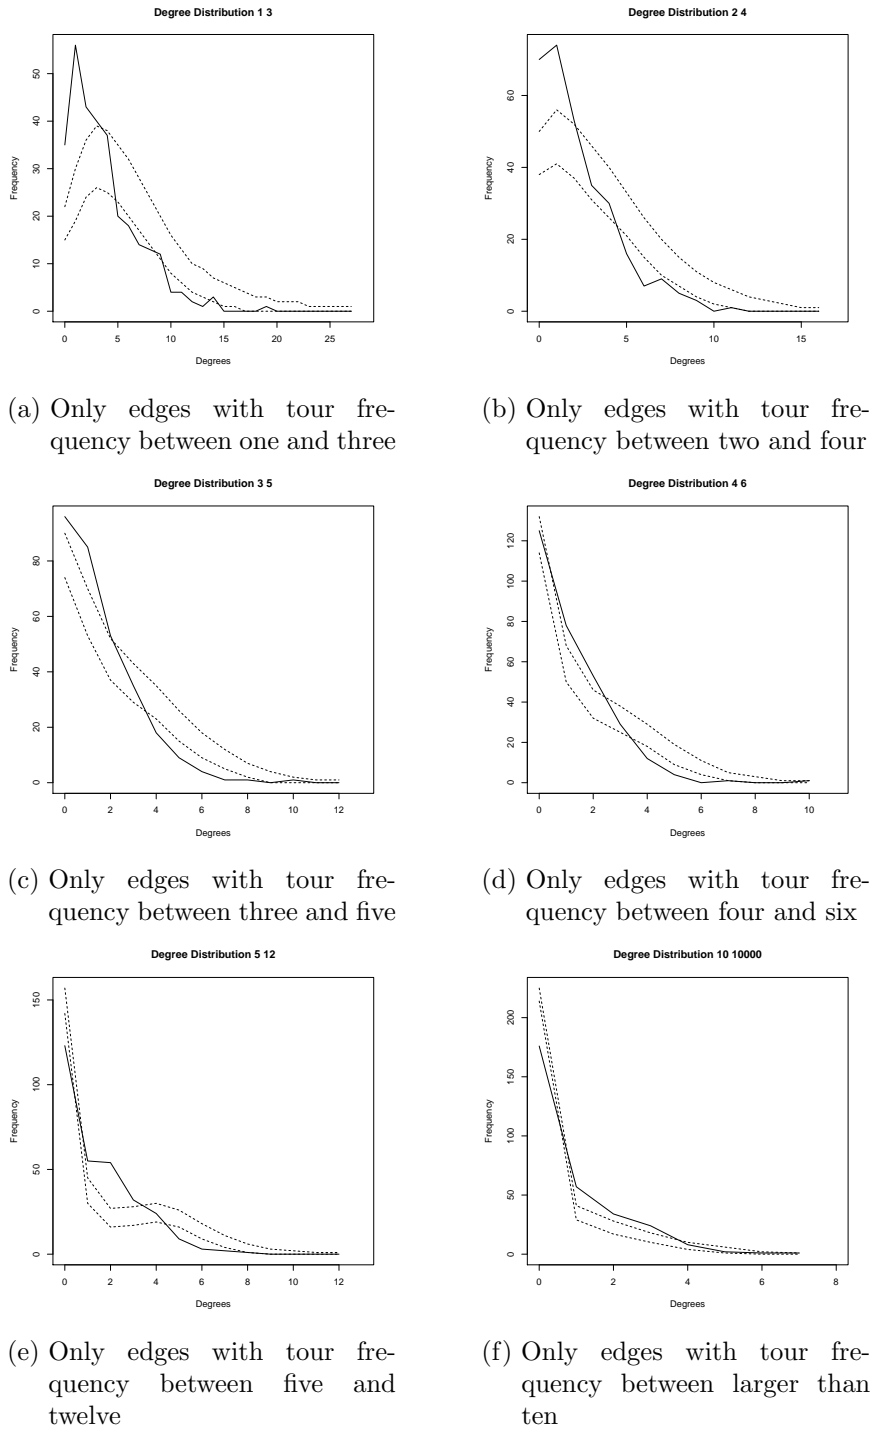 Degree Distribution 1 3
Frequency
0 10 20 30 40 50
0 5 10 15 20 25
Degrees
(a) Only edges with tour fre-
quency between one and three
Degree Distribution 2 4
Frequency
0 20 40 60
0 5 10 15
Degrees
(b) Only edges with tour fre-
quency between two and four
Degree Distribution 3 5
Frequency
0 20 40 60 80
0 2 4 6 8 10 12
Degrees
(c) Only edges with tour fre-
quency between three and five
Degree Distribution 4 6
Frequency
0 20 40 60 80 100 120
0 2 4 6 8 10
Degrees
(d) Only edges with tour fre-
quency between four and six
Degree Distribution 5 12
Frequency
0 50 100 150
0 2 4 6 8 10 12
Degrees
(e) Only edges with tour fre-
quency between five and
twelve
Degree Distribution 10 10000
Frequency
0 50 100 150 200
0 2 4 6 8
Degrees
(f) Only edges with tour fre-
quency between larger than
ten